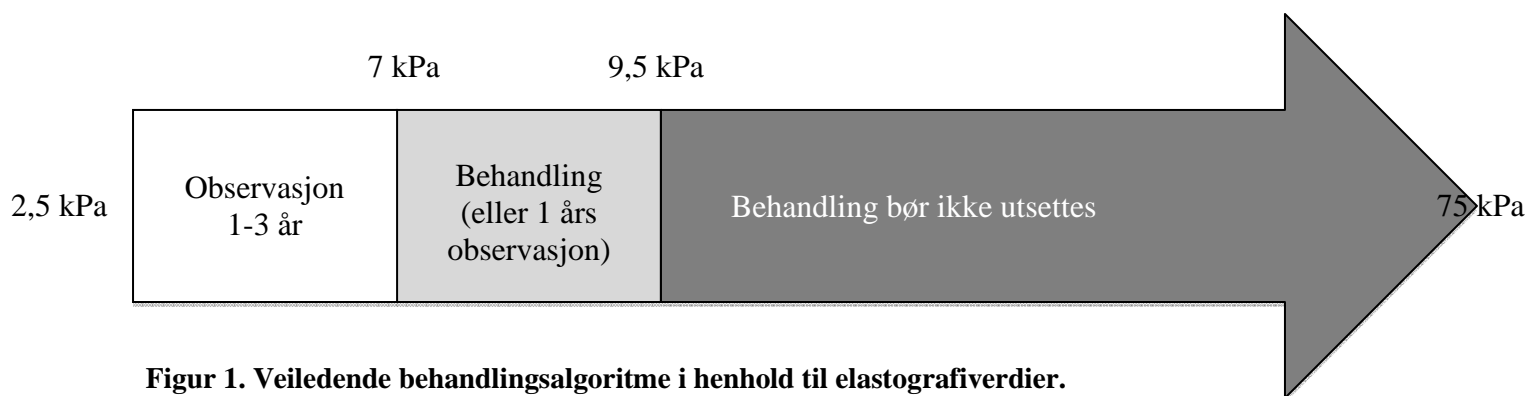 7 kPa
9,5 kPa
2,5 kPa
Observasjon
1-3 år
Behandling
(eller 1 års
observasjon)
Behandling bør ikke utsettes
75 kPa
Figur 1. Veiledende behandlingsalgoritme i henhold til elastografiverdier.